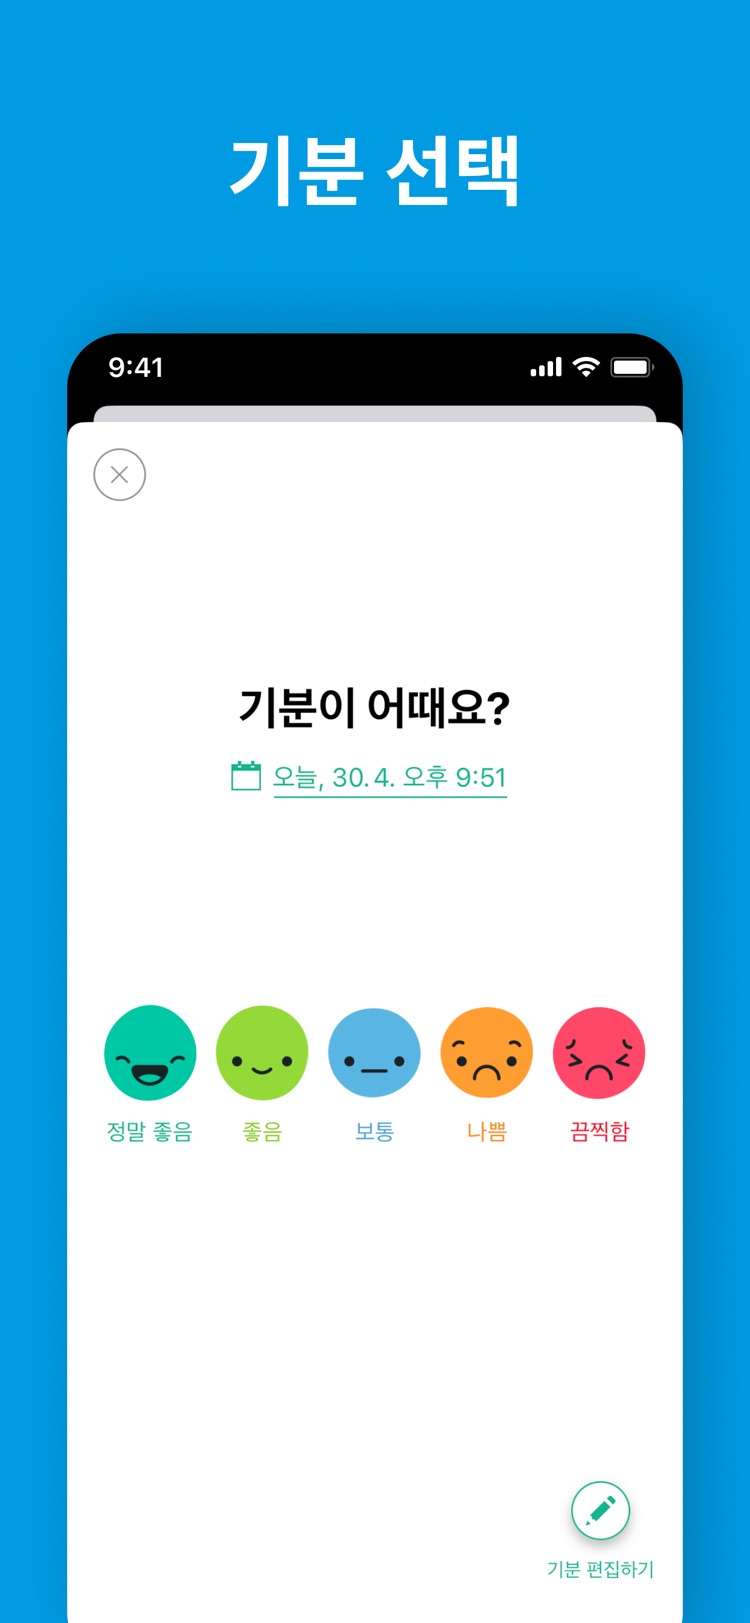 기분 선택
9:41
기분이 어때요?
오늘, 30. 4. 오후 9:51
정말 좋음 좋음 보통 나쁨 끔찍함
기분 편집하기